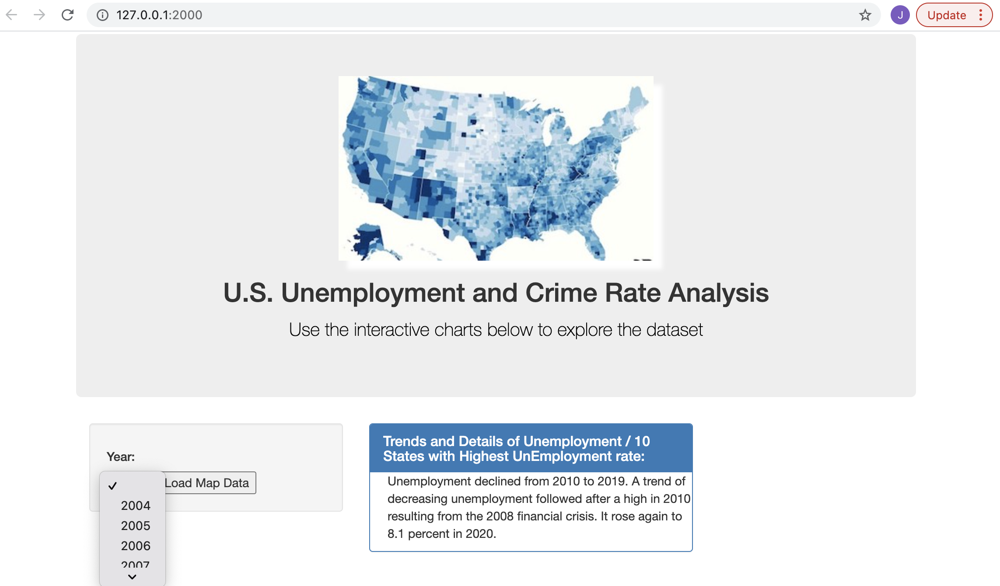 127.0.0.1:2000
J
Update
U.S. Unemployment and Crime Rate Analysis
Use the interactive charts below to explore the dataset
Year:
Load Map Data
2004
2005
2006
2007
Trends and Details of Unemployment / 10
States with Highest UnEmployment rate:
Unemployment declined from 2010 to 2019. A trend of
decreasing unemployment followed after a high in 2010
resulting from the 2008 financial crisis. It rose again to
8.1 percent in 2020.